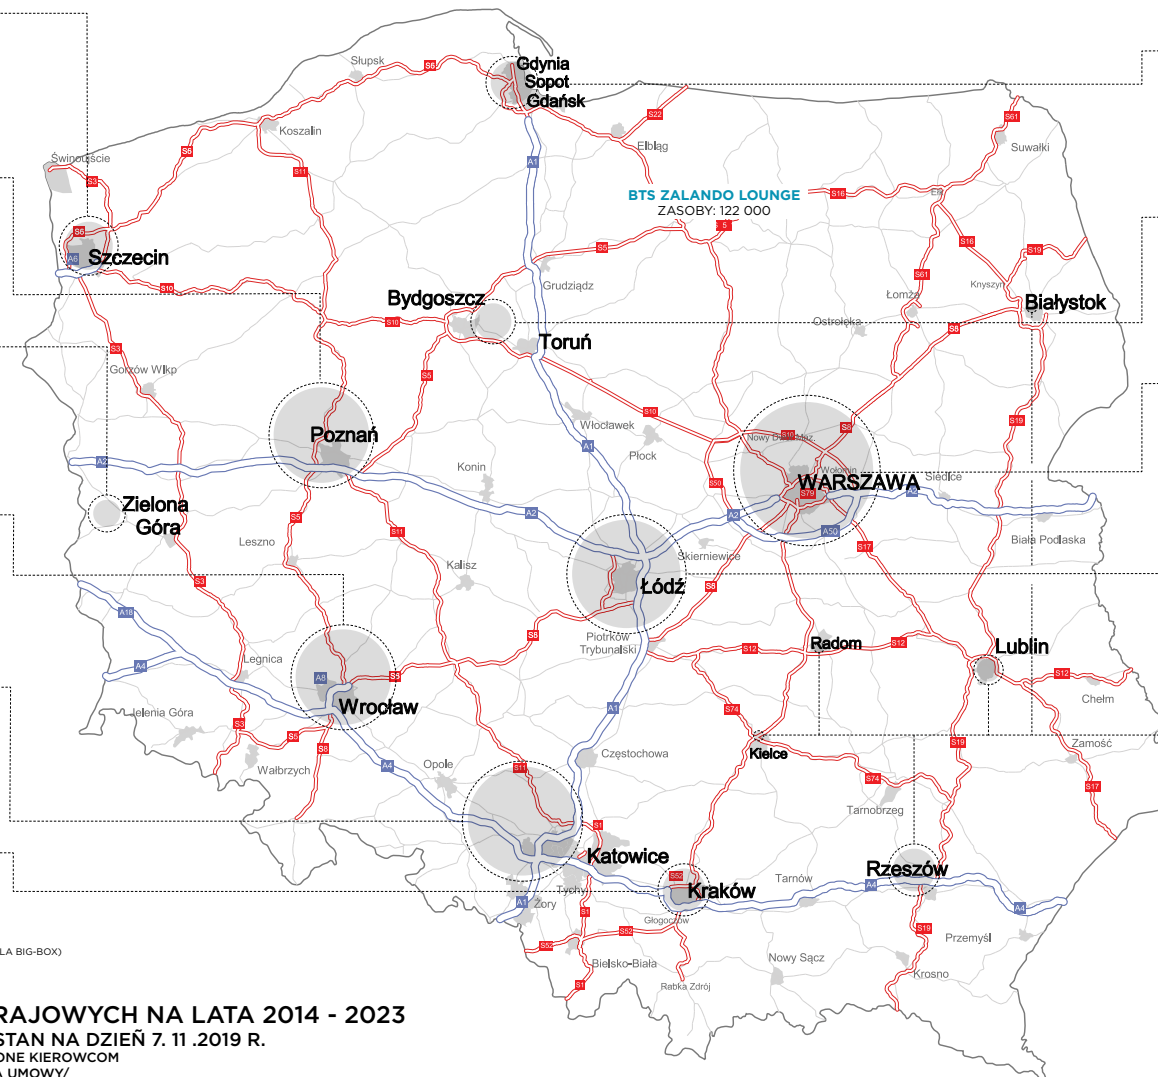 Gdynia
Sopot
Gdańsk
Słupsk
S6
S22
S61
Koszalin
Elbląg
Suwałki
Świnoujście
S6
A1
S3
S11
BTS ZALANDO LOUNGE
ZASOBY: 122 000
S16
Ełk
S6
5
S16
S5
S19
A6
Szczecin
S61
S10
Grudziądz
Knyszyn
Łomża
Bydgoszcz
Białystok
S10
Ostrołęka
S8
Toruń
S3
Gorzów Wlkp
S5
S10
S19
Włocławek
S8
Poznań
S10
Nowy Dwór Maz.
A1
Płock
A2
Konin
Wołomin
Siedlce
S50
WARSZAWA
S79
A2
Zielona
Góra
S5
A2
A2
S11
A50
Leszno
Skierniewice
S17
Biała Podlaska
Kalisz
S3
Łódź
S8
A18
S8
Piotrków
Trybunalski
Radom
S12
S12
Lublin
A4
Legnica
A8
S8
S12
Chełm
Jelenia Góra
Wrocław
A1
S74
S3
S5
S8
S19
Zamość
Częstochowa
Kielce
Wałbrzych
A4
Opole
S11
S74
S17
Tarnobrzeg
S1
Katowice
Rzeszów
S52
Tychy
Kraków
Tarnów
A4
A1
Żory
S1
A4
Głogoczów
S52
S52
S19
Przemyśl
LA BIG-BOX)
Bielsko-Biała
Nowy Sącz
Krosno
S1
Rabka Zdrój
RAJOWYCH NA LATA 2014 - 2023
STAN NA DZIEŃ 7. 11 .2019 R.
ONE KIEROWCOM
A UMOWY/